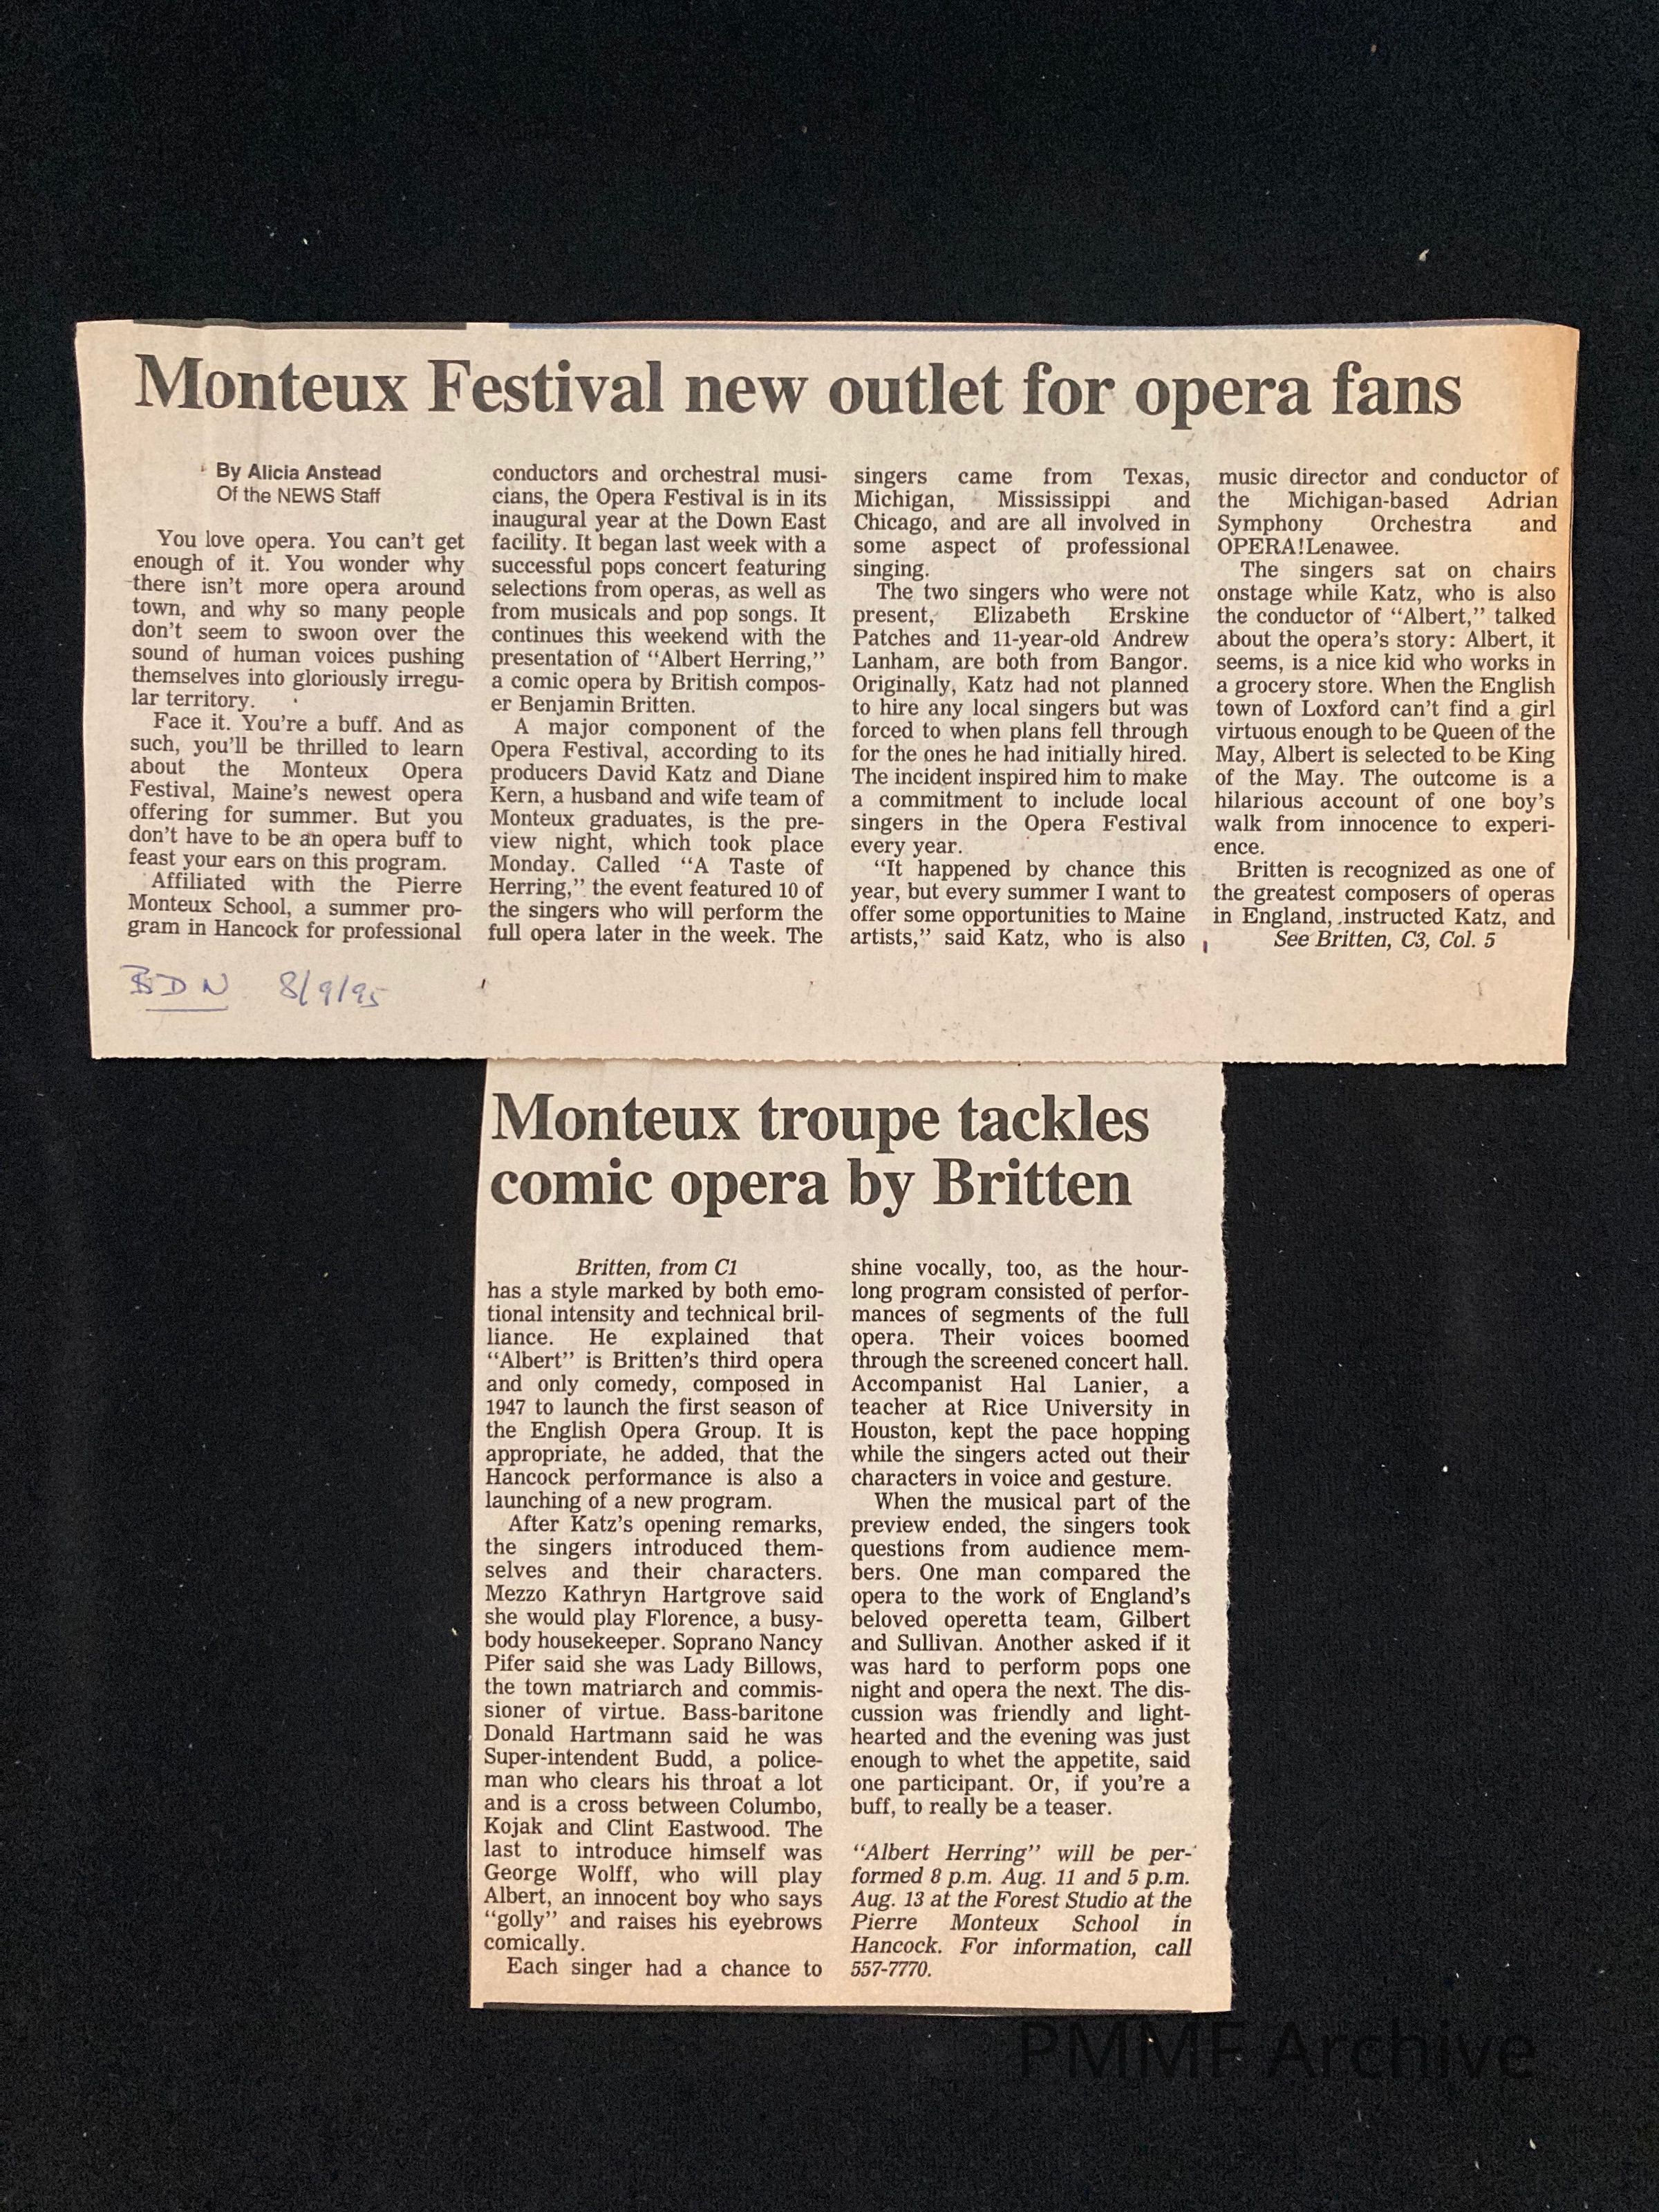 Monteux Festival new outlet for opera fans
By Alicia Anstead
Of the NEWS Staff
You love opera. You can't get
enough of it. You wonder why
there isn't more opera around
town, and why so many people
don't seem to swoon over the
sound of human voices pushing
themselves into gloriously irregu-
lar territory.
Face it. You're a buff. And as
such, you'll be thrilled to learn
about the Monteux Opera
Festival, Maine's newest opera
offering for summer. But you
don't have to be an opera buff to
feast your ears on this program.
Affiliated with the Pierre
Monteux School, a summer pro-
gram in Hancock for professional
conductors and orchestral musi-
cians, the Opera Festival is in its
inaugural year at the Down East
facility. It began last week with a
successful pops concert featuring
selections from operas, as well as
from musicals and pop songs. It
continues this weekend with the
presentation of “Albert Herring,”
a comic opera by British compos-
er Benjamin Britten.
A major component of the
Opera Festival, according to its
producers David Katz and Diane
Kern, a husband and wife team of
Monteux graduates, is the pre-
view night, which took place
Monday. Called “A Taste of
Herring,” the event featured 10 of
the singers who will perform the
full opera later in the week. The
singers came from Texas,
Michigan, Mississippi and
Chicago, and are all involved in
some aspect of professional
singing.
The two singers who were not
present, Elizabeth Erskine
Patches and 11-year-old Andrew
Lanham, are both from Bangor.
Originally, Katz had not planned
to hire any local singers but was
forced to when plans fell through
for the ones he had initially hired.
The incident inspired him to make
a commitment to include local
singers in the Opera Festival
every year.
“It happened by chance this
year, but every summer I want to
offer some opportunities to Maine
artists,” said Katz, who is also
music director and conductor of
the Michigan-based Adrian
Symphony Orchestra and
OPERA!Lenawee.
The singers sat on chairs
onstage while Katz, who is also
the conductor of “Albert,” talked
about the opera's story: Albert, it
seems, is a nice kid who works in
a grocery store. When the English
town of Loxford can't find a girl
virtuous enough to be Queen of the
May, Albert is selected to be King
of the May. The outcome is a
hilarious account of one boy's
walk from innocence to experi-
ence.
Britten is recognized as one of
the greatest composers of operas
in England, instructed Katz, and
See Britten, C3, Col. 5
BDN 8/9/95
Monteux troupe tackles
comic opera by Britten
Britten, from C1
has a style marked by both emo-
tional intensity and technical bril-
liance. He explained that
“Albert” is Britten's third opera
and only comedy, composed in
1947 to launch the first season of
the English Opera Group. It is
appropriate, he added, that the
Hancock performance is also a
launching of a new program.
After Katz's opening remarks,
the singers introduced them-
selves and their characters.
Mezzo Kathryn Hartgrove said
she would play Florence, a busy-
body housekeeper. Soprano Nancy
Pifer said she was Lady Billows,
the town matriarch and commis-
sioner of virtue. Bass-baritone
Donald Hartmann said he was
Super-intendent Budd, a police-
man who clears his throat a lot
and is a cross between Columbo,
Kojak and Clint Eastwood. The
last to introduce himself was
George Wolff, who will play
Albert, an innocent boy who says
“golly” and raises his eyebrows
comically.
Each singer had a chance to
shine vocally, too, as the hour-
long program consisted of perfor-
mances of segments of the full
opera. Their voices boomed
through the screened concert hall.
Accompanist Hal Lanier, a
teacher at Rice University in
Houston, kept the pace hopping
while the singers acted out their
characters in voice and gesture.
When the musical part of the
preview ended, the singers took
questions from audience mem-
bers. One man compared the
opera to the work of England's
beloved operetta team, Gilbert
and Sullivan. Another asked if it
was hard to perform pops one
night and opera the next. The dis-
cussion was friendly and light-
hearted and the evening was just
enough to whet the appetite, said
one participant. Or, if you're a
buff, to really be a teaser.
“Albert Herring” will be per-
formed 8 p.m. Aug. 11 and 5 p.m.
Aug. 13 at the Forest Studio at the
Pierre Monteux School in
Hancock. For information, call
557-7770.
PMMF Archive